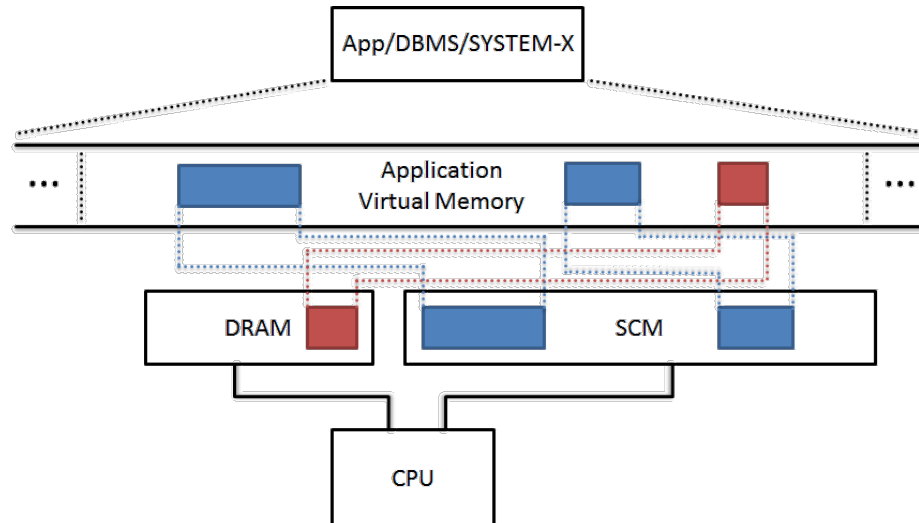 App/DBMS/SYSTEM-X
... Application ...
Virtual Memory
DRAM
SCM
CPU